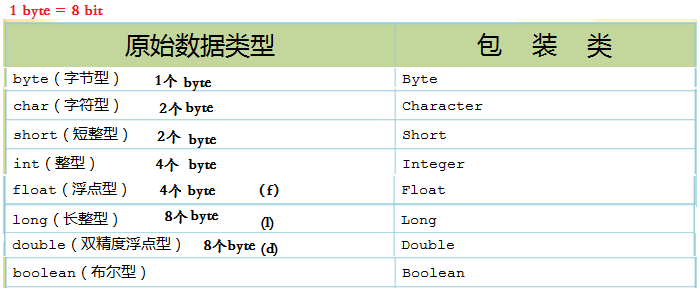 1 byte = 8 bit
原始数据类型 包 装 类
byte（字节型） 1个 byte Byte
char（字符型） 2个 byte Character
short（短整型） 2个 byte Short
int（整型） 4个 byte Integer
float（浮点型） 4个 byte (f) Float
long（长整型） 8个 byte (l) Long
double（双精度浮点型） 8个byte (d) Double
boolean（布尔型） Boolean